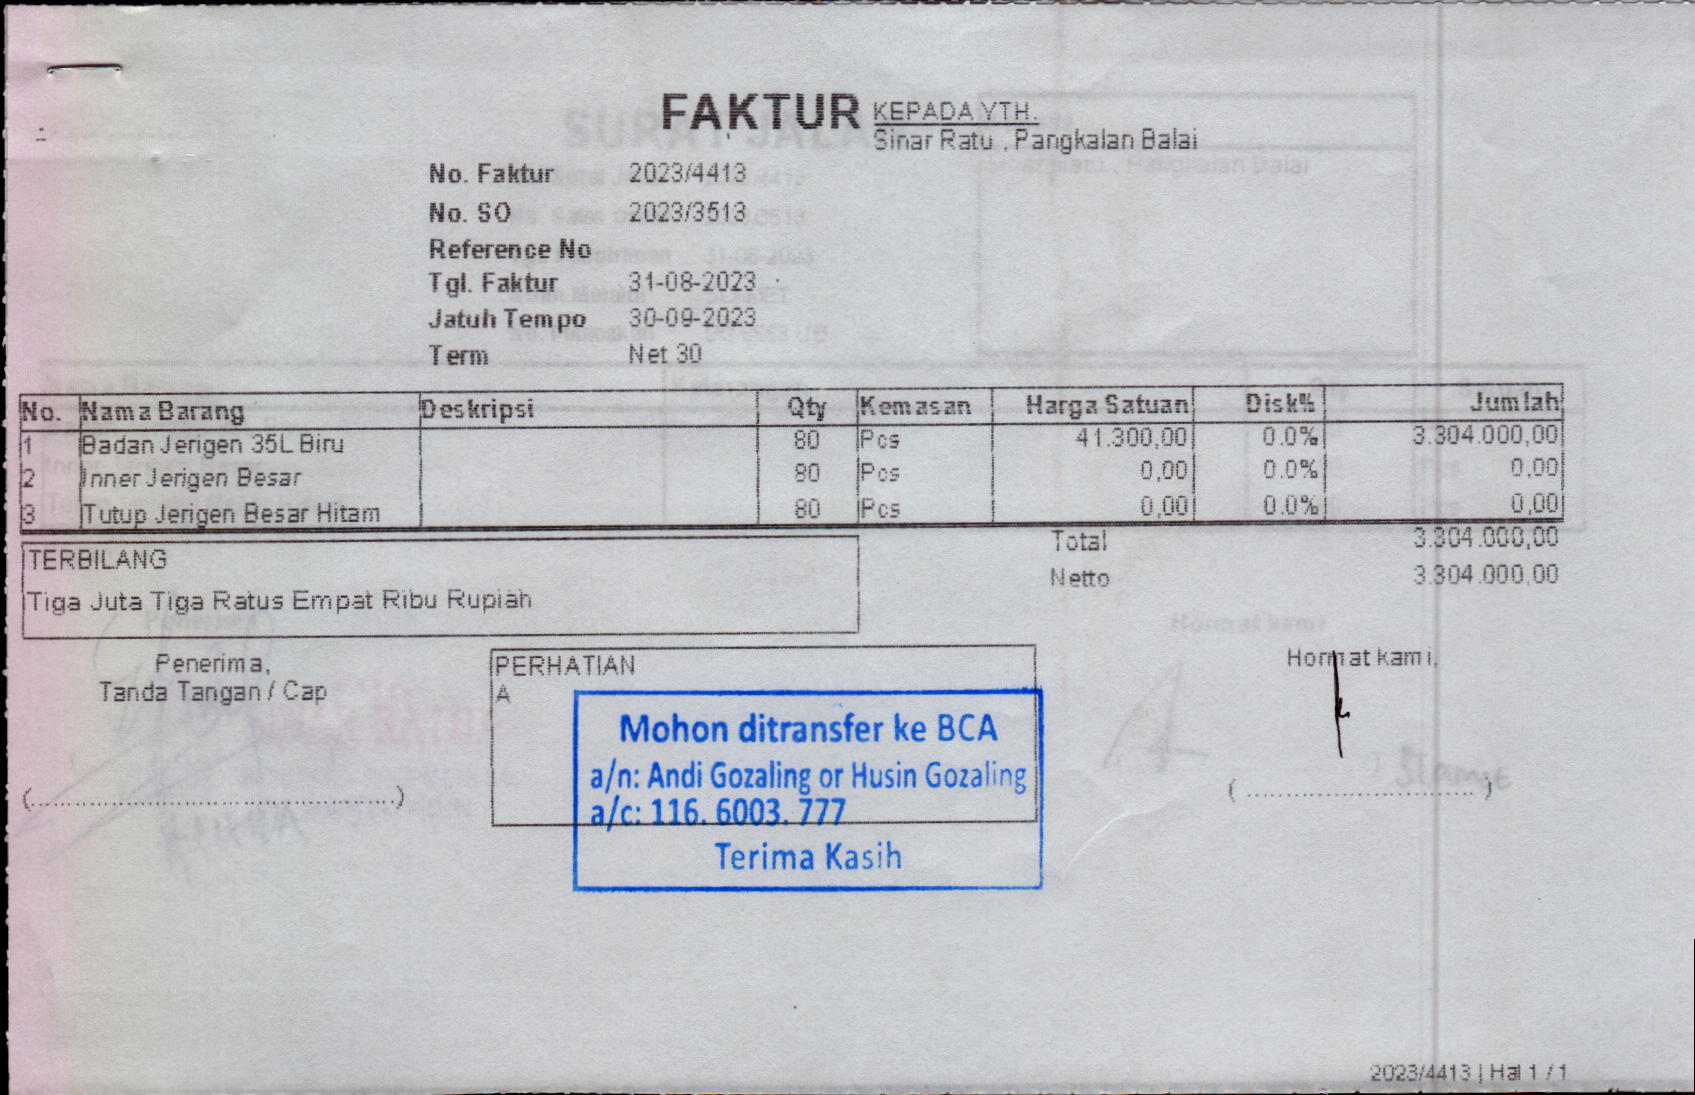 FAKTUR
KEPADA YTH.
Sinar Ratu , Pangkalan Balai
No. Faktur 2023/4413
No. SO 2023/3513
Reference No
Tgl. Faktur 31-08-2023
Jatuh Tempo 30-09-2023
Term Net 30
No. Nama Barang Deskripsi Qty Kemasan Harga Satuan Disk% Jumlah
1 Badan Jerigen 35L Biru 80 Pcs 41.300,00 0.0% 3.304.000,00
2 Inner Jerigen Besar 80 Pcs 0,00 0.0% 0,00
3 Tutup Jerigen Besar Hitam 80 Pcs 0,00 0.0% 0,00
Total 3.304.000,00
Netto 3.304.000,00
TERBILANG
Tiga Juta Tiga Ratus Empat Ribu Rupiah
Penerima,
Tanda Tangan / Cap
(........................................................)
PERHATIAN
A
Mohon ditransfer ke BCA
a/n: Andi Gozaling or Husin Gozaling
a/c: 116. 6003. 777
Terima Kasih
Hormat kami,
( ................................... )
2023/4413 | Hal 1 / 1